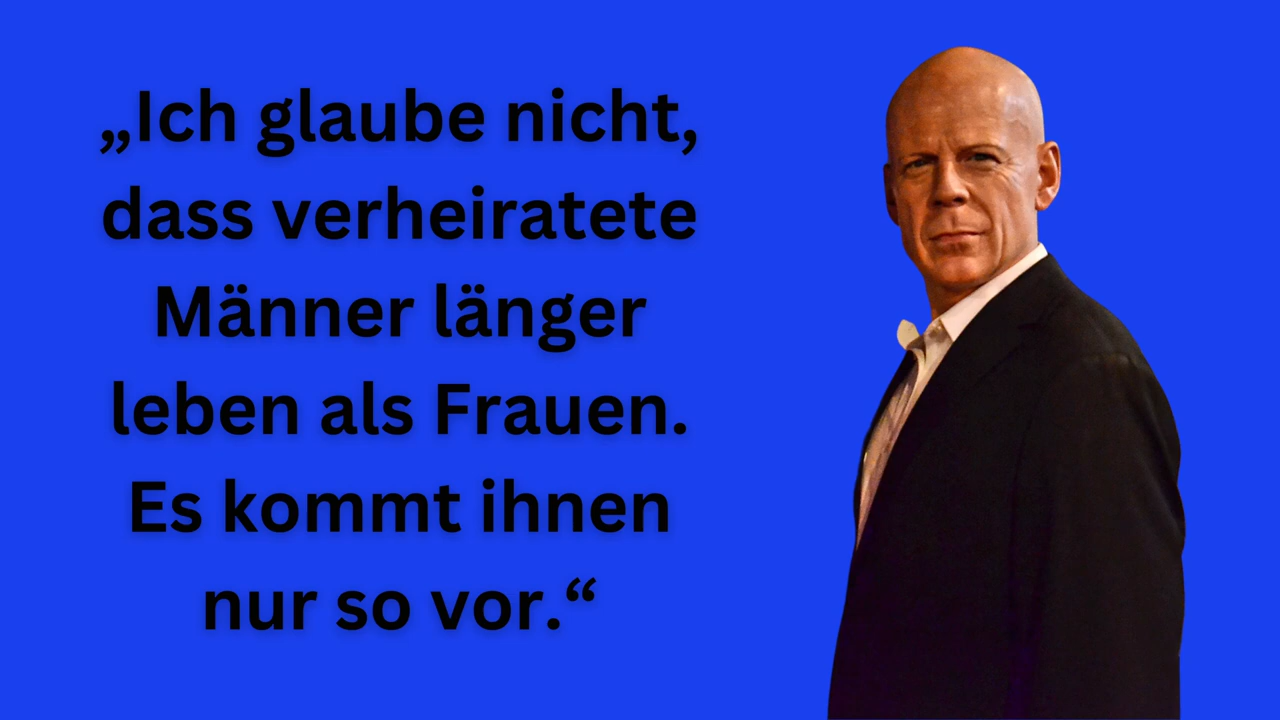 „Ich glaube nicht,
dass verheiratete
Männer länger
leben als Frauen.
Es kommt ihnen
nur so vor.“